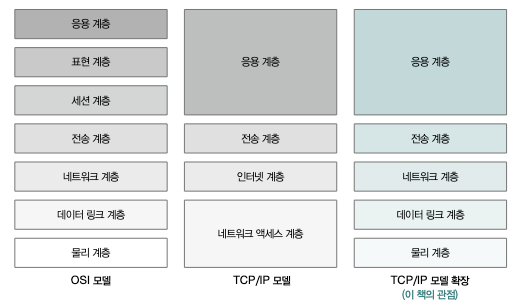 응용 계층
표현 계층
세션 계층
전송 계층
네트워크 계층
데이터 링크 계층
물리 계층
OSI 모델
응용 계층
전송 계층
인터넷 계층
네트워크 액세스 계층
TCP/IP 모델
응용 계층
전송 계층
네트워크 계층
데이터 링크 계층
물리 계층
TCP/IP 모델 확장
(이 책의 관점)